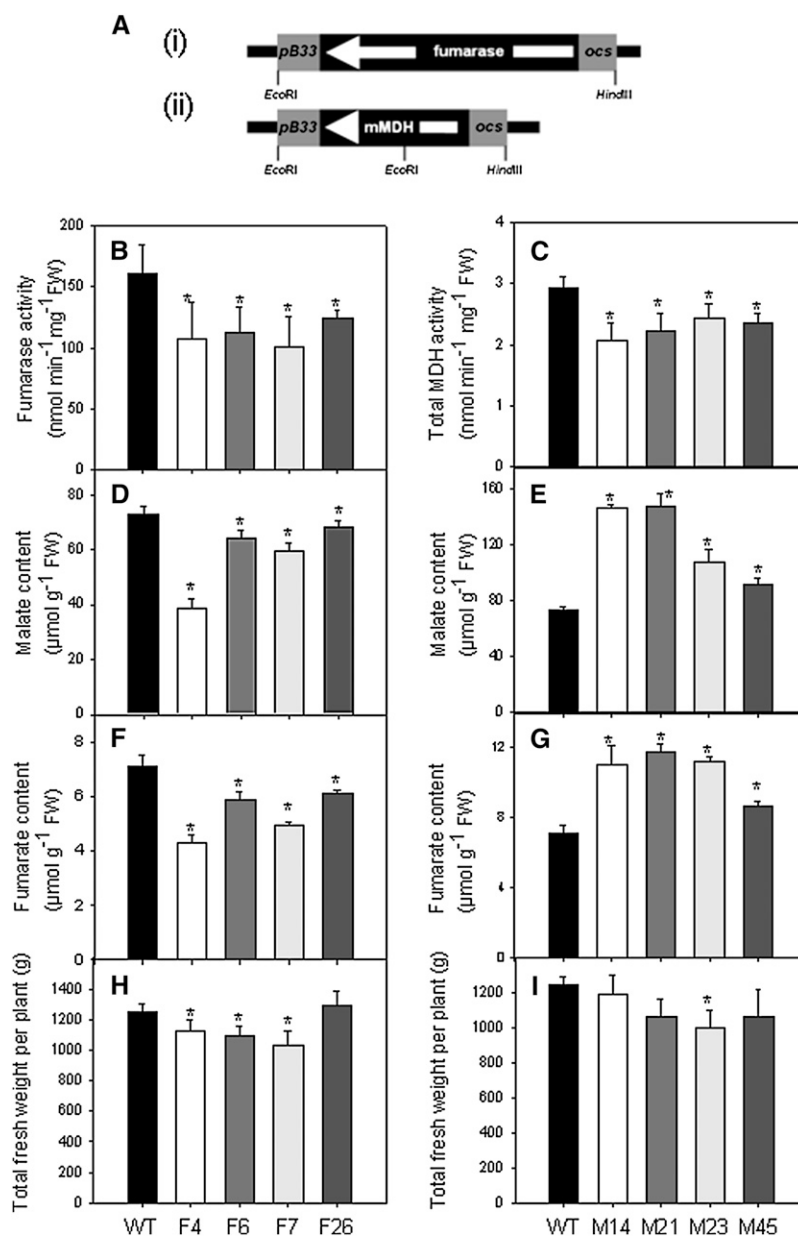 A
(i)
pB33 fumarase ocs
EcoRI HindIII
(ii)
pB33 mMDH ocs
EcoRI EcoRI HindIII
B
Fumarase activity
(nmol min⁻¹ mg⁻¹ FW)
200
150
100
50
0
* * * *
C
Total MDH activity
(nmol min⁻¹ mg⁻¹ FW)
4
3
2
1
0
* * * *
D
Malate content
(µmol g⁻¹ FW)
80
60
40
20
0
* * * *
E
Malate content
(µmol g⁻¹ FW)
160
120
80
40
0
* * * *
F
Fumarate content
(µmol g⁻¹ FW)
8
6
4
2
0
* * * *
G
Fumarate content
(µmol g⁻¹ FW)
12
8
4
0
* * * *
H
Total fresh weight per plant (g)
1400
1200
1000
800
600
400
200
0
* * *
WT F4 F6 F7 F26
I
Total fresh weight per plant (g)
1200
1000
800
600
400
200
0
*
WT M14 M21 M23 M45